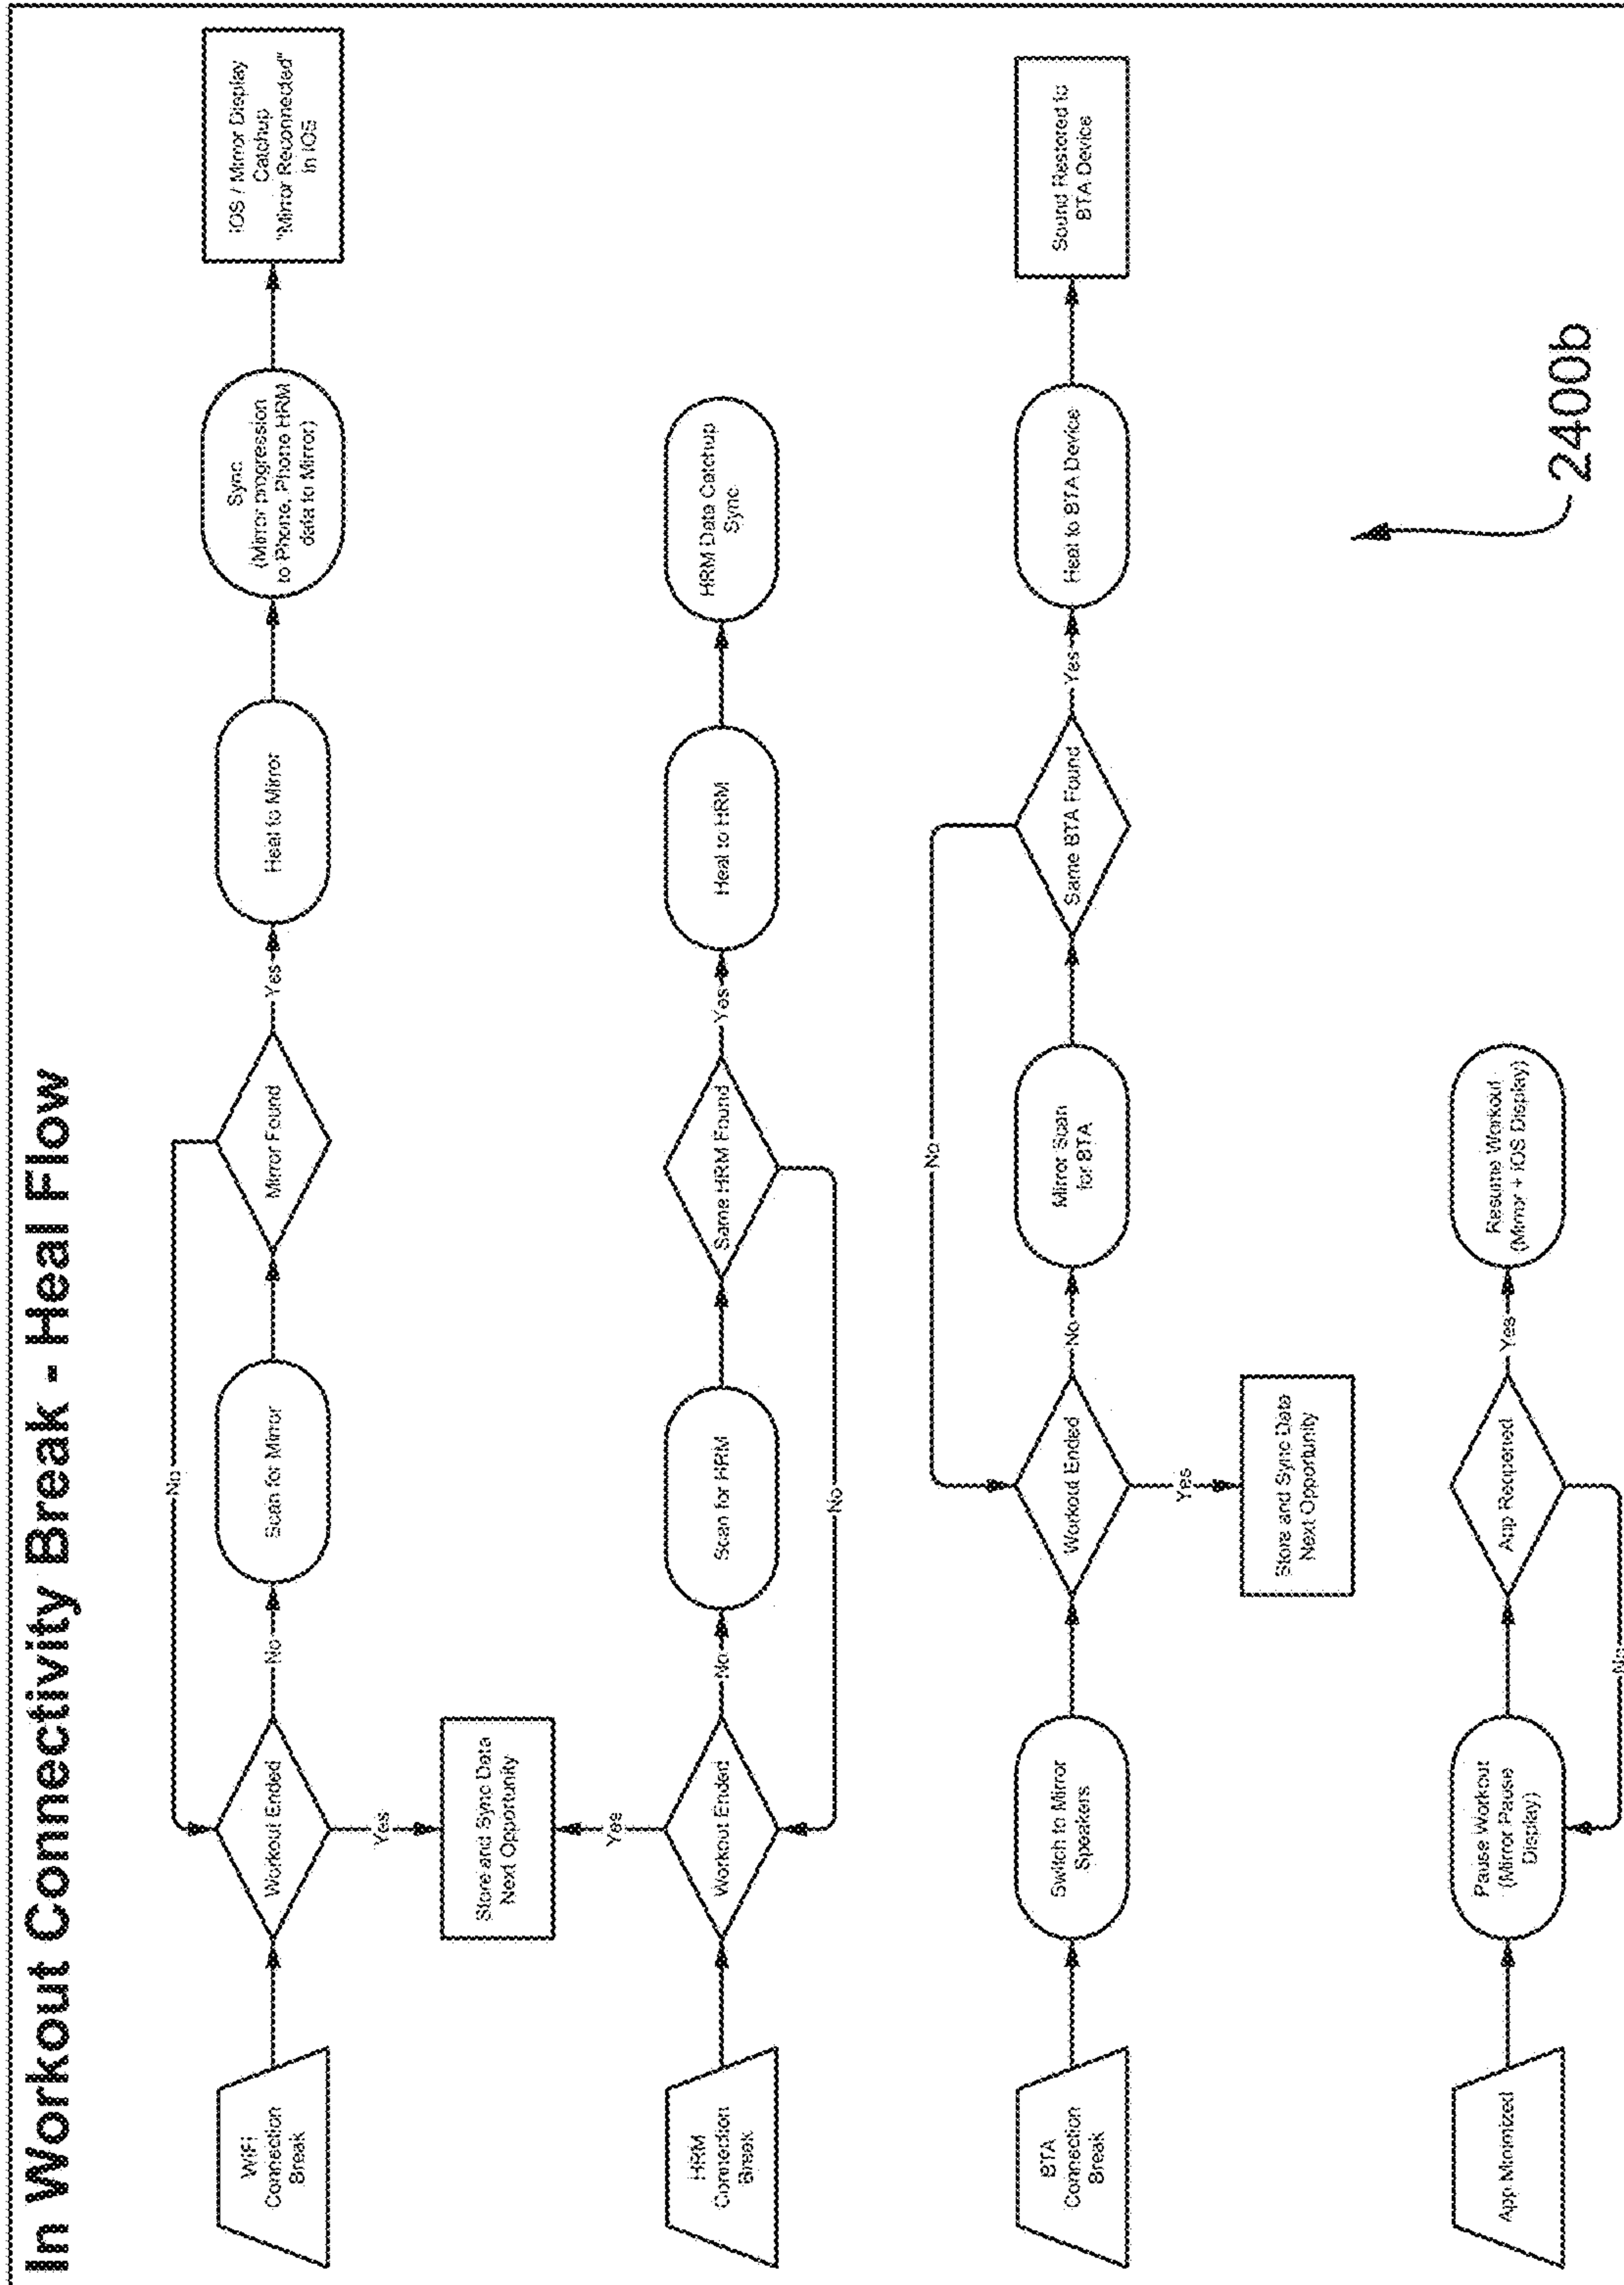 In Workout Connectivity Break - Heal Flow
WiFi
Connection
Break
Workout Ended
No
Scan for Mirror
Mirror Found
No
Yes
Heal to Mirror
Sync
(Mirror progression
to Phone, Phone HRM
data to Mirror)
iOS / Mirror Display
Catchup
"Mirror Reconnected"
in iOS
Yes
Store and Sync Data
Next Opportunity
Yes
HRM
Connection
Break
Workout Ended
No
Scan for HRM
Same HRM Found
No
Yes
Heal to HRM
HRM Data Catchup
Sync
BTA
Connection
Break
Switch to Mirror
Speakers
Workout Ended
No
Mirror Scan
for BTA
Same BTA Found
No
Yes
Heal to BTA Device
Sound Restored to
BTA Device
Yes
Store and Sync Data
Next Opportunity
App Minimized
Pause Workout
(Mirror Pause
Display)
App Reopened
No
Yes
Resume Workout
(Mirror + iOS Display)
2400b